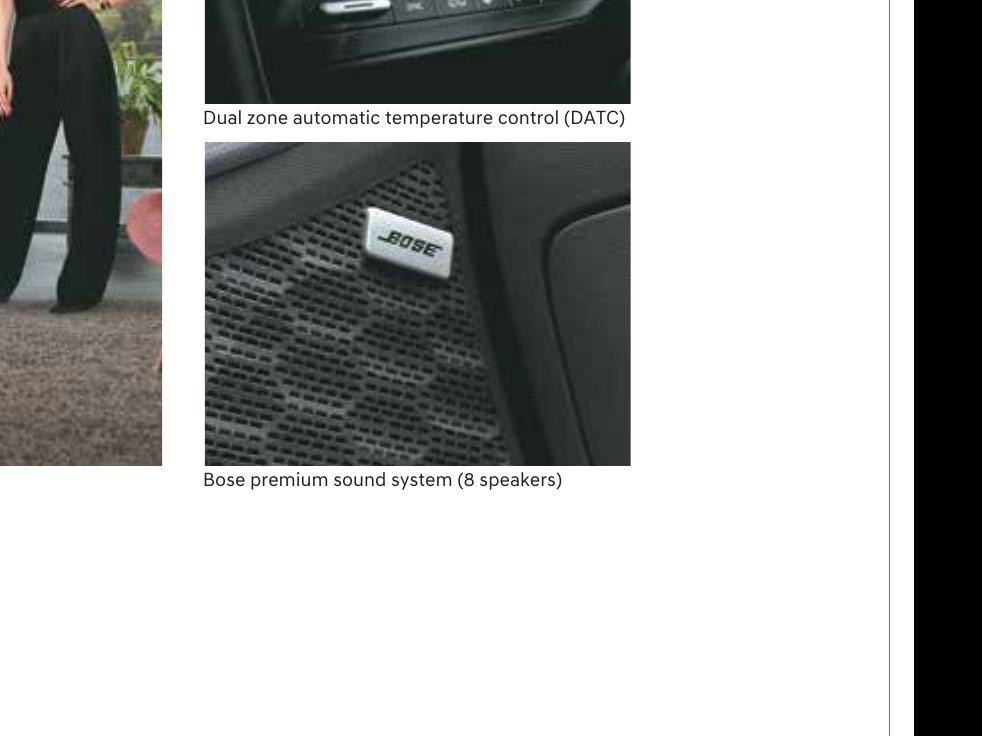 Dual zone automatic temperature control (DATC)
BOSE
Bose premium sound system (8 speakers)